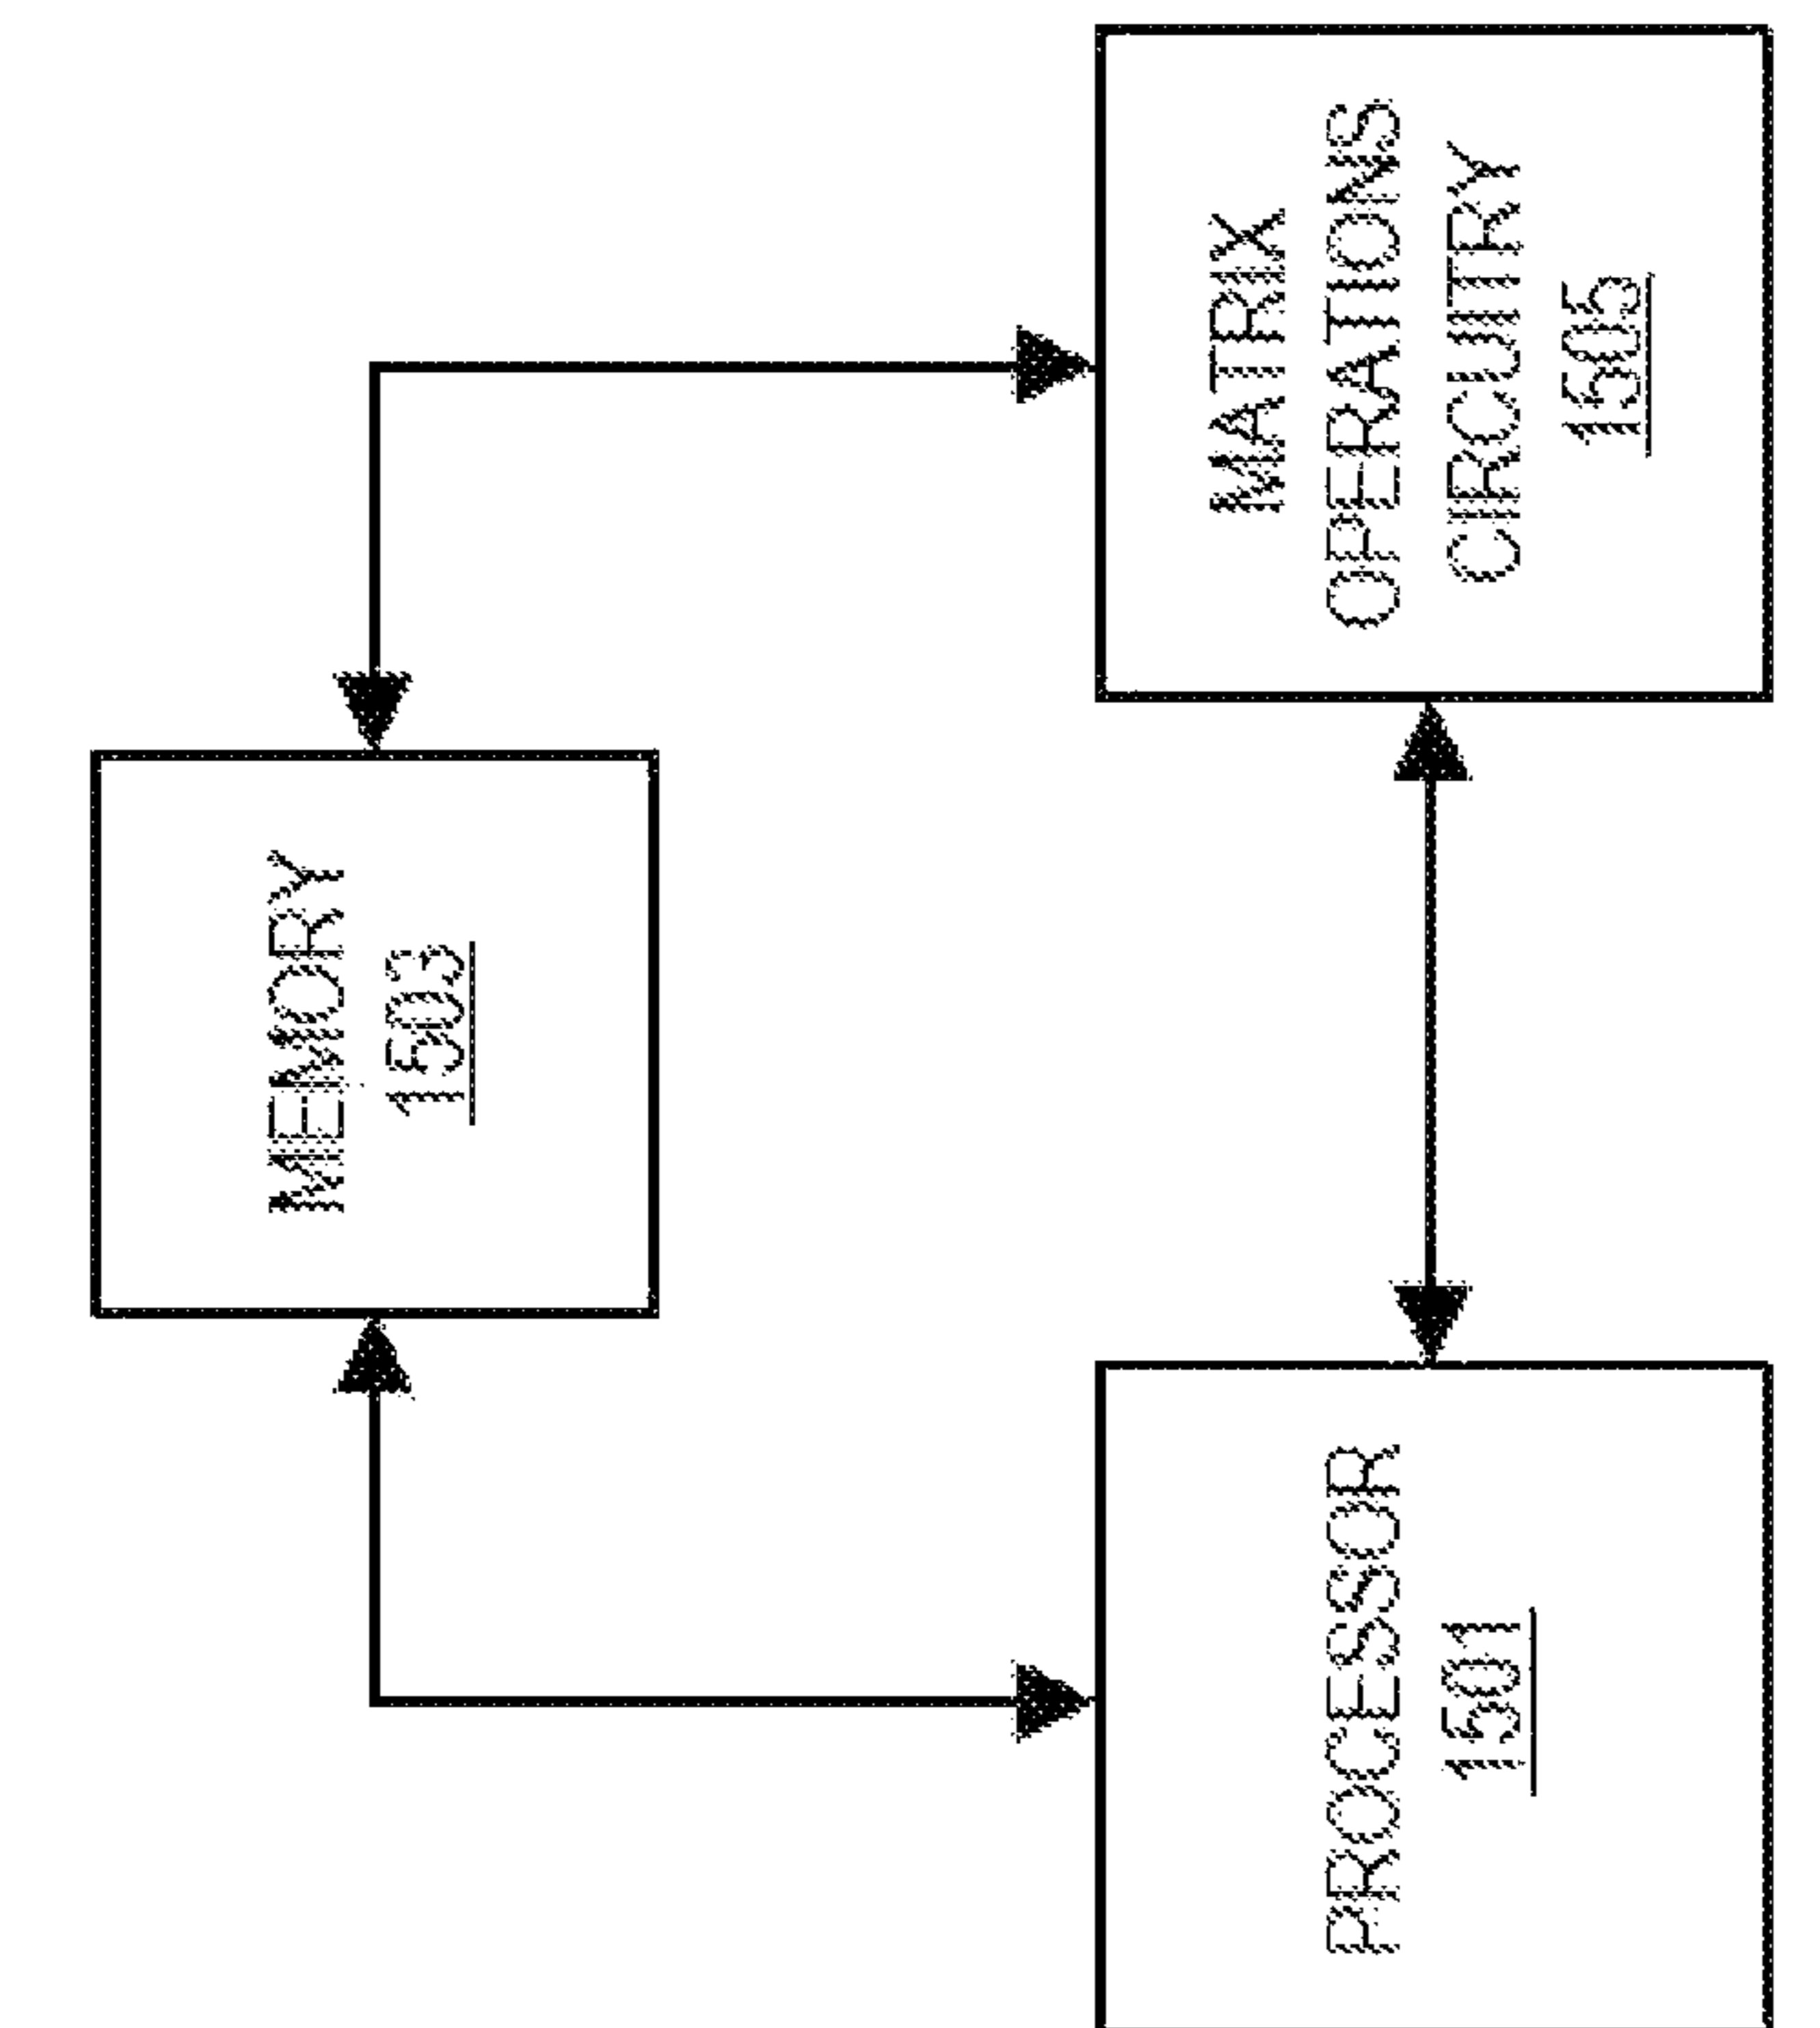 MEMORY
1503
PROCESSOR
1501
MATRIX
OPERATIONS
CIRCUITRY
1505